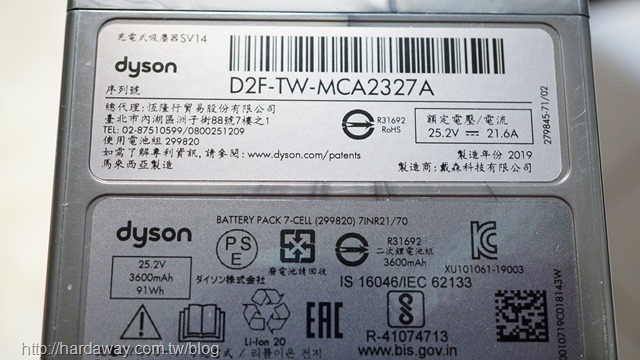 充電式吸塵器SV14
dyson
序列號
D2F-TW-MCA2327A
總代理: 恆隆行貿易股份有限公司
臺北市內湖區洲子街88號7樓之1
TEL: 02-87510599/0800251209
使用電池組 299820
如需了解專利資訊, 請參閱: www.dyson.com/patents
馬來西亞製造
R31692
RoHS
額定電壓/電流
25.2V 21.6A
製造年份 2019
製造商: 戴森科技有限公司
279845-71/02
dyson
BATTERY PACK 7-CELL (299820) 7INR21/70
PSE
廢電池請回收
R31692
二次鋰電池組
3600mAh
XU101061-19003
25.2V
3600mAh
91Wh
ダイソン株式会社
IS 16046/IEC 62133
Li-Ion 20
EAC
R-41074713
www.bis.gov.in
리튬이온 전지
http://hardaway.com.tw/blog